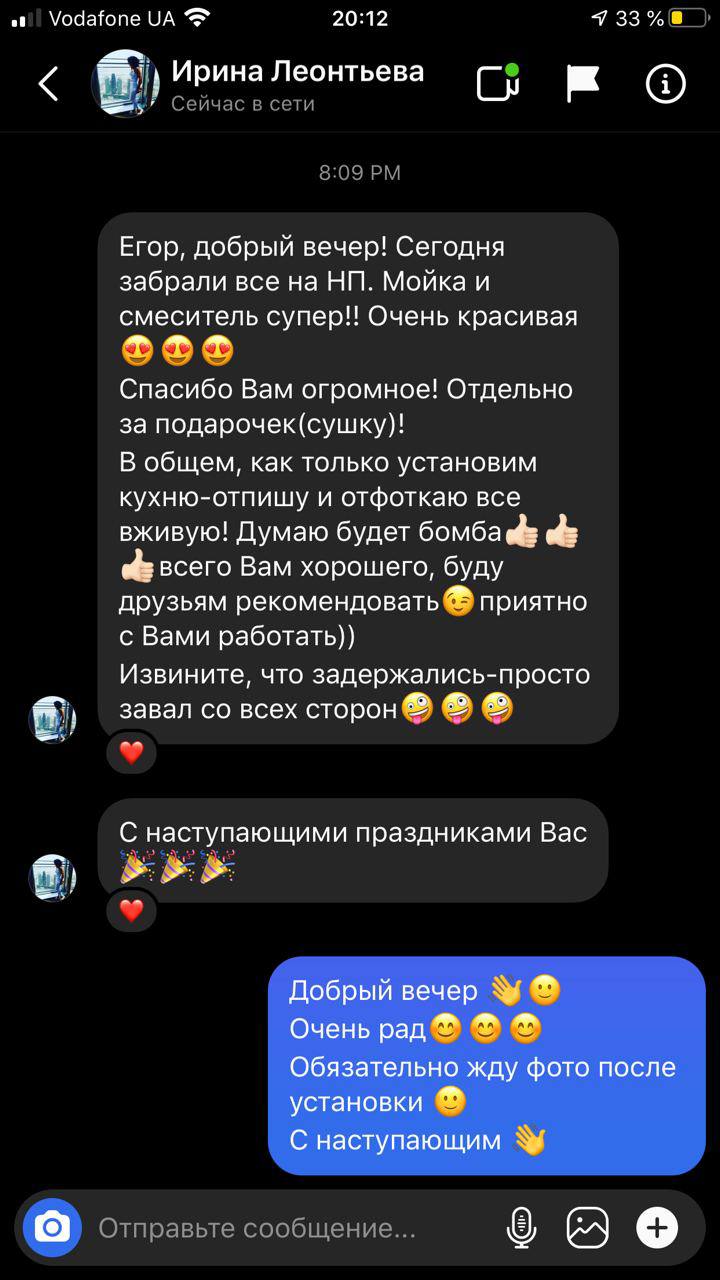 Vodafone UA 20:12 33 %
Ирина Леонтьева
Сейчас в сети
8:09 PM
Егор, добрый вечер! Сегодня
забрали все на НП. Мойка и
смеситель супер!! Очень красивая
😍😍😍
Спасибо Вам огромное! Отдельно
за подарочек(сушку)!
В общем, как только установим
кухню-отпишу и отфоткаю все
вживую! Думаю будет бомба👍🏻👍🏻
👍🏻всего Вам хорошего, буду
друзьям рекомендовать😉приятно
с Вами работать))
Извините, что задержались-просто
завал со всех сторон🤪🤪🤪
❤️
С наступающими праздниками Вас
🎉🎉🎉
❤️
Добрый вечер 👋🙂
Очень рад😊😊😊
Обязательно жду фото после
установки 🙂
С наступающим 👋
Отправьте сообщение...